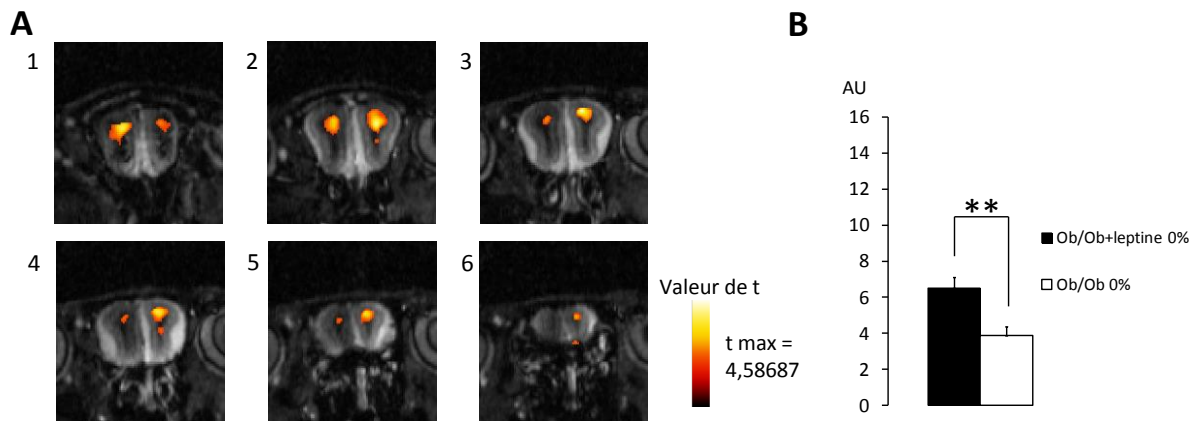 A
1
2
3
4
5
6
Valeur de t
t max =
4,58687
B
AU
16
14
12
10
8
6
4
2
0
**
Ob/Ob+leptine 0%
Ob/Ob 0%